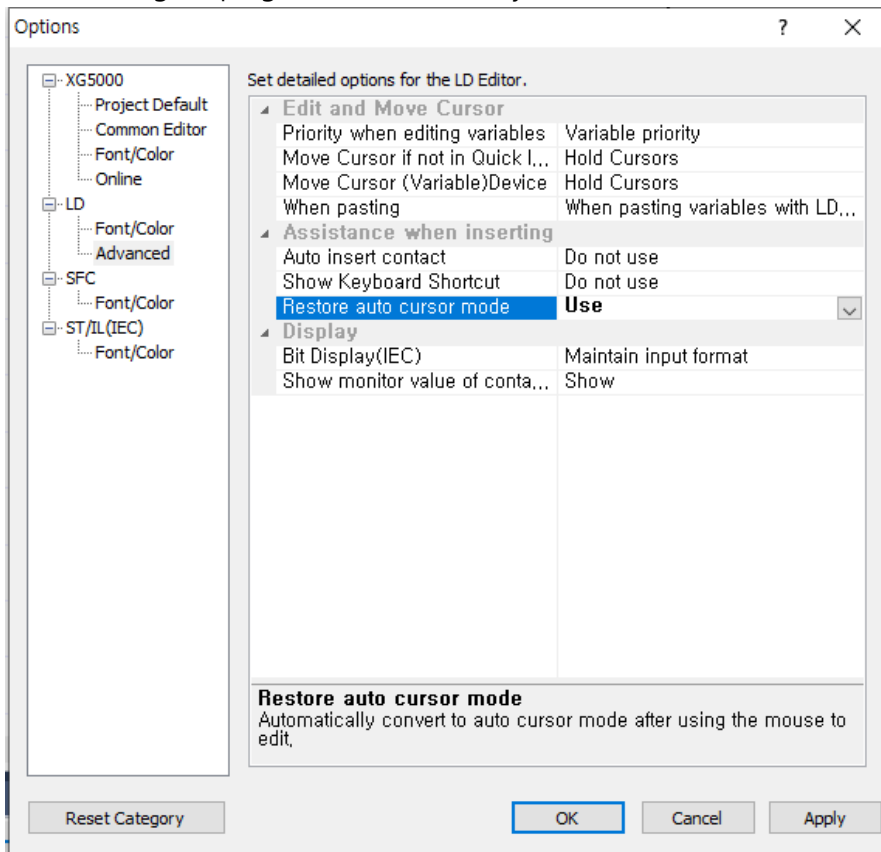 Options ? ×
XG5000
Project Default
Common Editor
Font/Color
Online
LD
Font/Color
Advanced
SFC
Font/Color
ST/IL(IEC)
Font/Color
Set detailed options for the LD Editor.
Edit and Move Cursor
Priority when editing variables Variable priority
Move Cursor if not in Quick I... Hold Cursors
Move Cursor (Variable)Device Hold Cursors
When pasting When pasting variables with LD...
Assistance when inserting
Auto insert contact Do not use
Show Keyboard Shortcut Do not use
Restore auto cursor mode Use
Display
Bit Display(IEC) Maintain input format
Show monitor value of conta... Show
Restore auto cursor mode
Automatically convert to auto cursor mode after using the mouse to
edit.
Reset Category OK Cancel Apply